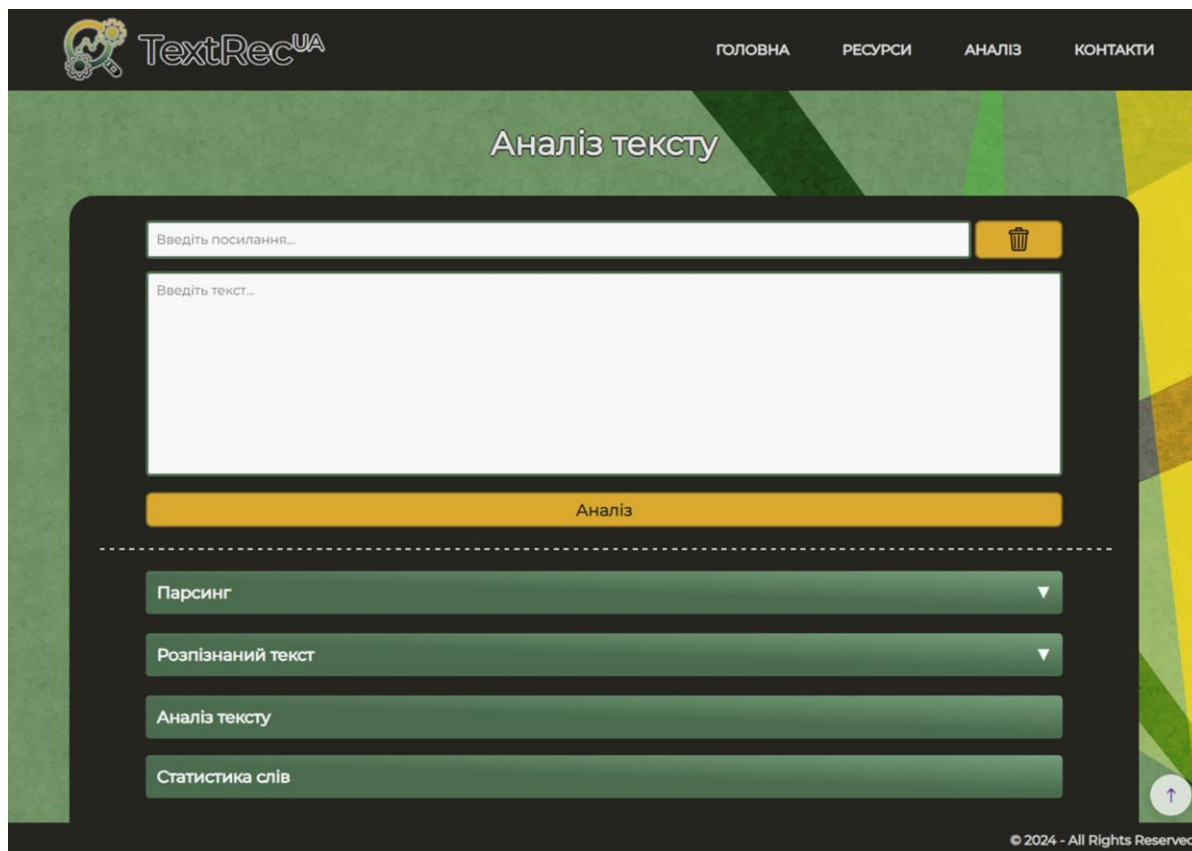 TextRecUA
ГОЛОВНА РЕСУРСИ АНАЛІЗ КОНТАКТИ
Аналіз тексту
Введіть посилання...
Введіть текст...
Аналіз
Парсинг
Розпізнаний текст
Аналіз тексту
Статистика слів
© 2024 - All Rights Reserved